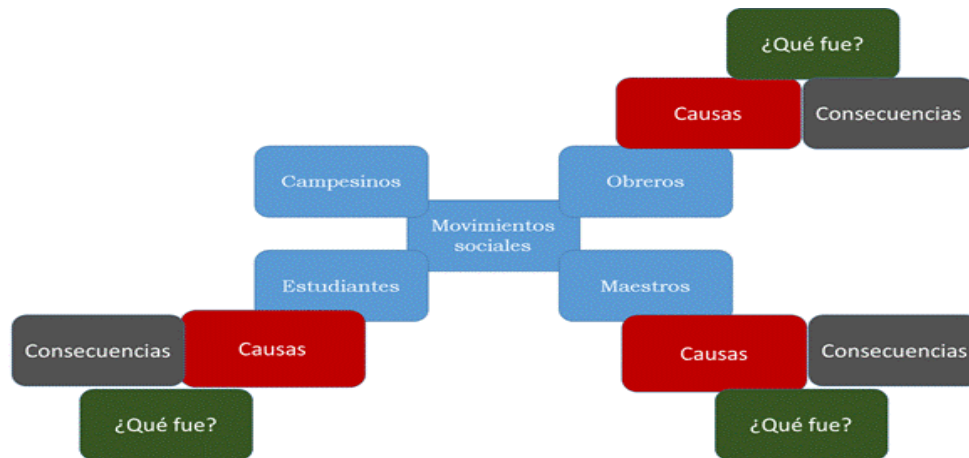 ¿Qué fue?
Causas
Consecuencias
Campesinos
Obreros
Movimientos
sociales
Estudiantes
Maestros
Consecuencias
Causas
¿Qué fue?
Causas
Consecuencias
¿Qué fue?